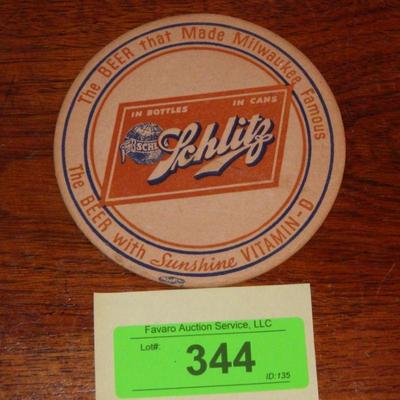 The BEER that Made Milwaukee Famous
IN BOTTLES IN CANS
SCHL
Schlitz
The BEER with Sunshine VITAMIN-D
Favaro Auction Service, LLC
Lot#:
344
ID:135